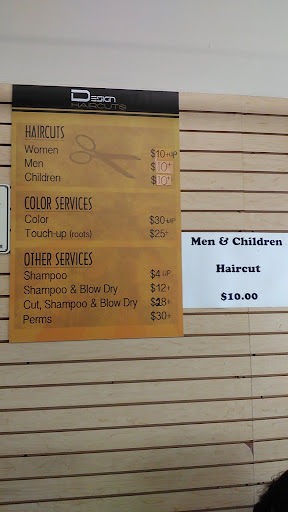 Design
HAIRCUTS
HAIRCUTS
Women $10+up
Men $10+
Children $10+
COLOR SERVICES
Color $30 up
Touch-up (roots) $25+
OTHER SERVICES
Shampoo $4 up
Shampoo & Blow Dry $12+
Cut, Shampoo & Blow Dry $28+
Perms $30+
Men & Children
Haircut
$10.00